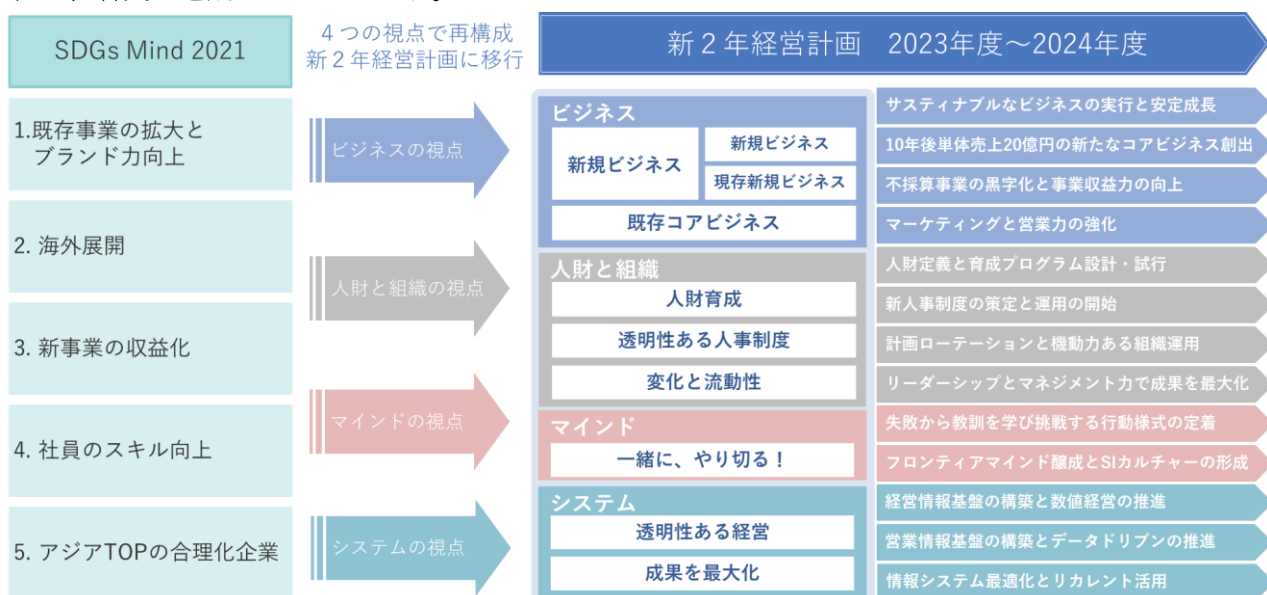 SDGs Mind 2021
4つの視点で再構成
新2年経営計画に移行
新2年経営計画　2023年度～2024年度
1.既存事業の拡大と
ブランド力向上
2. 海外展開
3. 新事業の収益化
4. 社員のスキル向上
5. アジアTOPの合理化企業
ビジネスの視点
人財と組織の視点
マインドの視点
システムの視点
ビジネス
新規ビジネス
新規ビジネス
現存新規ビジネス
既存コアビジネス
人財と組織
人財育成
透明性ある人事制度
変化と流動性
マインド
一緒に、やり切る！
システム
透明性ある経営
成果を最大化
サスティナブルなビジネスの実行と安定成長
10年後単体売上20億円の新たなコアビジネス創出
不採算事業の黒字化と事業収益力の向上
マーケティングと営業力の強化
人財定義と育成プログラム設計・試行
新人事制度の策定と運用の開始
計画ローテーションと機動力ある組織運用
リーダーシップとマネジメント力で成果を最大化
失敗から教訓を学び挑戦する行動様式の定着
フロンティアマインド醸成とSIカルチャーの形成
経営情報基盤の構築と数値経営の推進
営業情報基盤の構築とデータドリブンの推進
情報システム最適化とリカレント活用